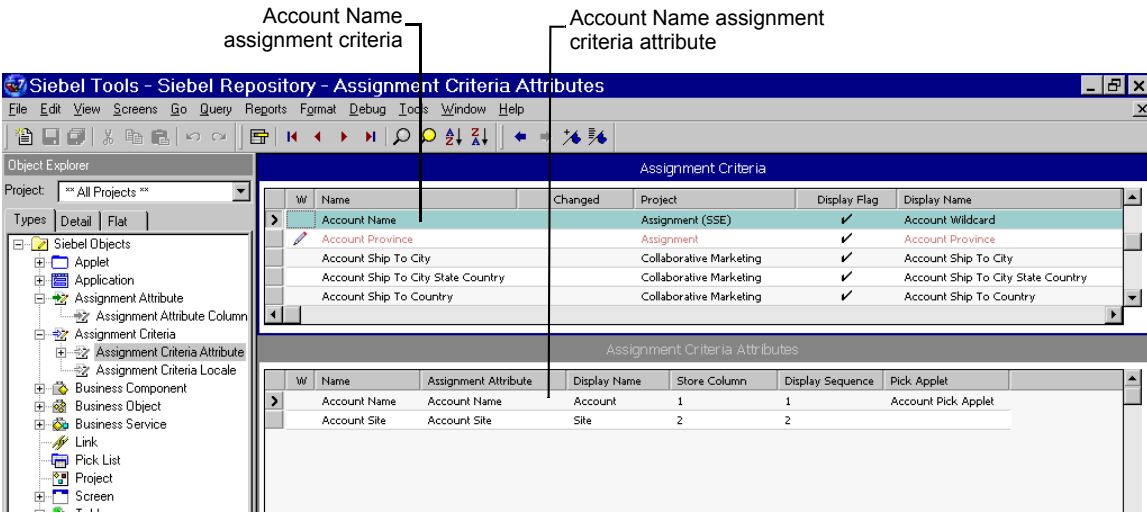 Account Name
assignment criteria
Account Name assignment
criteria attribute
Siebel Tools - Siebel Repository - Assignment Criteria Attributes
File Edit View Screens Go Query Reports Format Debug Tools Window Help
Object Explorer
Project: ** All Projects **
Types Detail Flat
Siebel Objects
Applet
Application
Assignment Attribute
Assignment Attribute Column
Assignment Criteria
Assignment Criteria Attribute
Assignment Criteria Locale
Business Component
Business Object
Business Service
Link
Pick List
Project
Screen
Assignment Criteria
W Name Changed Project Display Flag Display Name
Account Name Assignment (SSE) ✔ Account Wildcard
Account Province Assignment ✔ Account Province
Account Ship To City Collaborative Marketing ✔ Account Ship To City
Account Ship To City State Country Collaborative Marketing ✔ Account Ship To City State Country
Account Ship To Country Collaborative Marketing ✔ Account Ship To Country
Assignment Criteria Attributes
W Name Assignment Attribute Display Name Store Column Display Sequence Pick Applet
Account Name Account Name Account 1 1 Account Pick Applet
Account Site Account Site Site 2 2